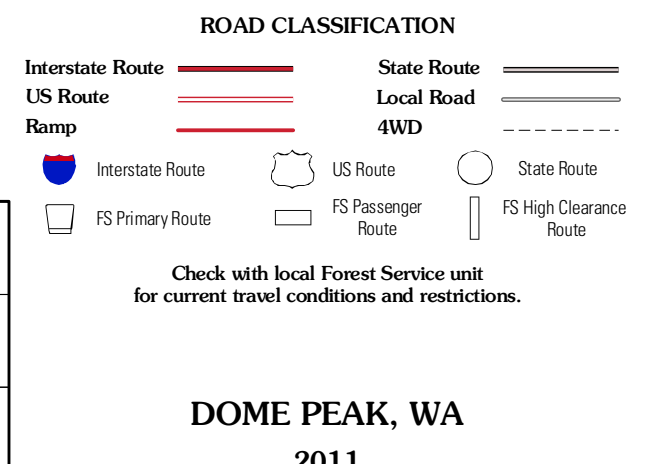 ROAD CLASSIFICATION
Interstate Route
State Route
US Route
Local Road
Ramp
4WD
Interstate Route
US Route
State Route
FS Primary Route
FS Passenger
Route
FS High Clearance
Route
Check with local Forest Service unit
for current travel conditions and restrictions.
DOME PEAK, WA
2011